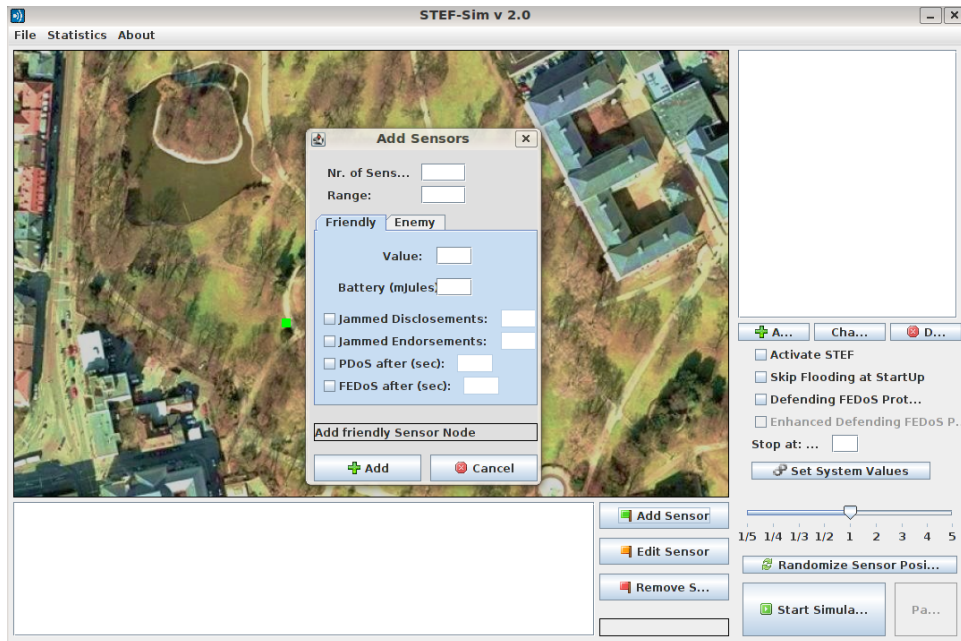 STEF-Sim v 2.0
File Statistics About
Add Sensors
Nr. of Sens...
Range:
Friendly Enemy
Value:
Battery (mJules)
Jammed Disclosements:
Jammed Endorsements:
PDoS after (sec):
FEDoS after (sec):
Add friendly Sensor Node
Add Cancel
A... Cha... D...
Activate STEF
Skip Flooding at StartUp
Defending FEDoS Prot...
Enhanced Defending FEDoS P...
Stop at: ...
Set System Values
1/5 1/4 1/3 1/2 1 2 3 4 5
Randomize Sensor Posi...
Start Simula... Pa...
Add Sensor
Edit Sensor
Remove S...